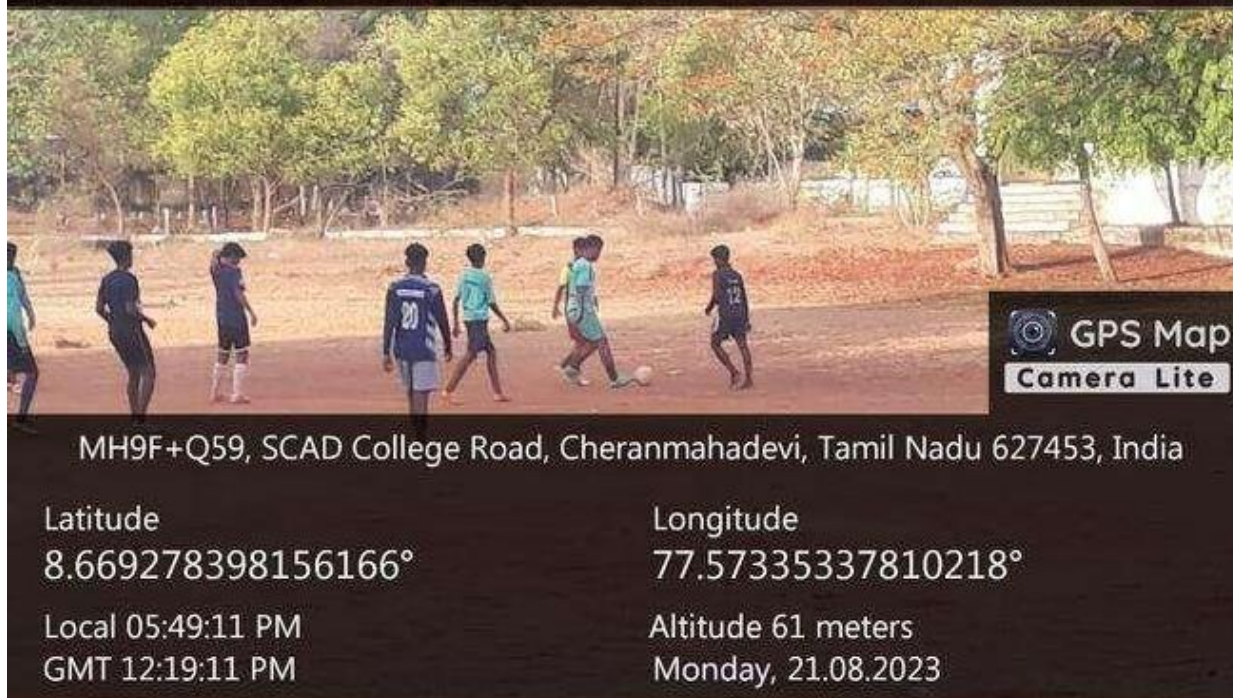 20
12
GPS Map
Camera Lite
MH9F+Q59, SCAD College Road, Cheranmahadevi, Tamil Nadu 627453, India
Latitude
8.669278398156166°
Longitude
77.57335337810218°
Local 05:49:11 PM
GMT 12:19:11 PM
Altitude 61 meters
Monday, 21.08.2023